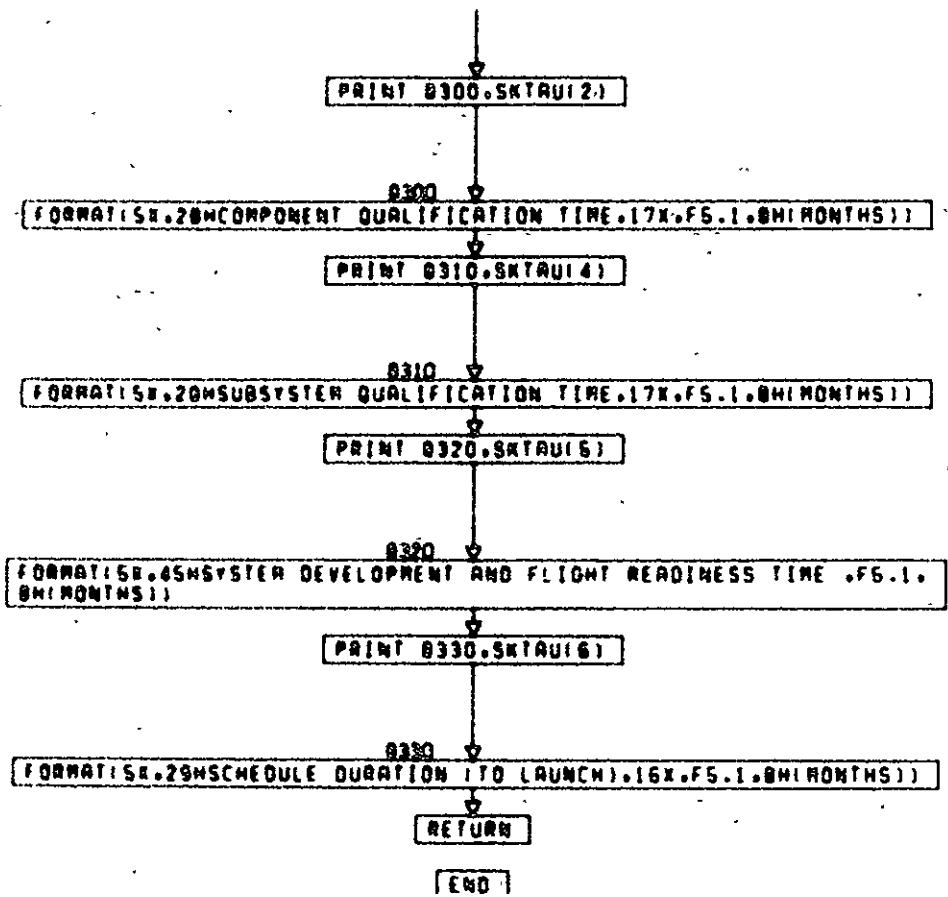 PRINT 8300,SKTAU(2)
8300
FORMAT(5X,28HCOMPONENT QUALIFICATION TIME,17X,F5.1,8H(MONTHS))
PRINT 8310,SKTAU(4)
8310
FORMAT(5X,28HSUBSYSTEM QUALIFICATION TIME,17X,F5.1,8H(MONTHS))
PRINT 8320,SKTAU(5)
8320
FORMAT(5X,45HSYSTEM DEVELOPMENT AND FLIGHT READINESS TIME ,F5.1,
8H(MONTHS))
PRINT 8330,SKTAU(6)
8330
FORMAT(5X,29HSCHEDULE DURATION (TO LAUNCH),16X,F5.1,8H(MONTHS))
RETURN
END